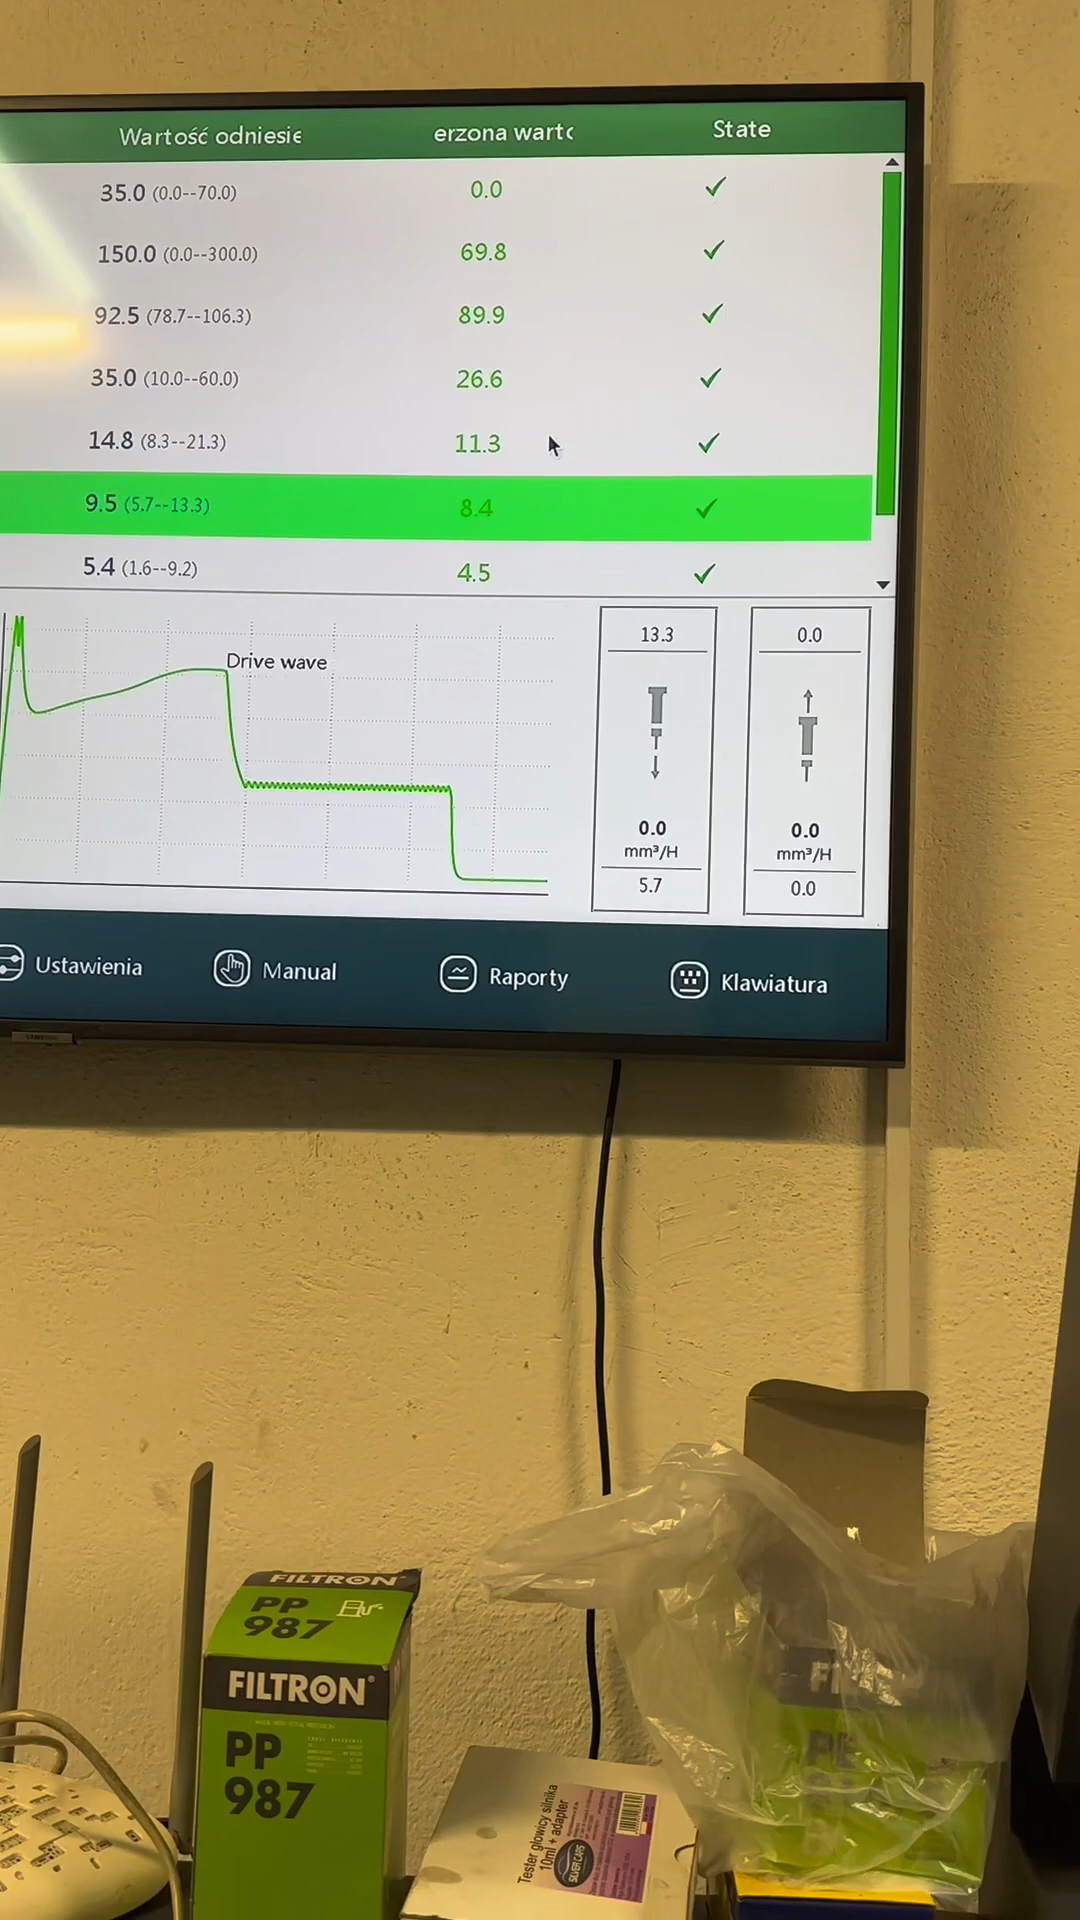 Wartość odniesie erzona warto State
35.0 (0.0--70.0) 0.0
150.0 (0.0--300.0) 69.8
92.5 (78.7--106.3) 89.9
35.0 (10.0--60.0) 26.6
14.8 (8.3--21.3) 11.3
9.5 (5.7--13.3) 8.4
5.4 (1.6--9.2) 4.5
Drive wave
13.3
0.0
mm³/H
5.7
0.0
0.0
mm³/H
0.0
Ustawienia Manual Raporty Klawiatura
SAMSUNG
FILTRON
PP
987
FILTRON®
PP
987
Tester głowicy silnika
10ml + adapter
SILVER CARS